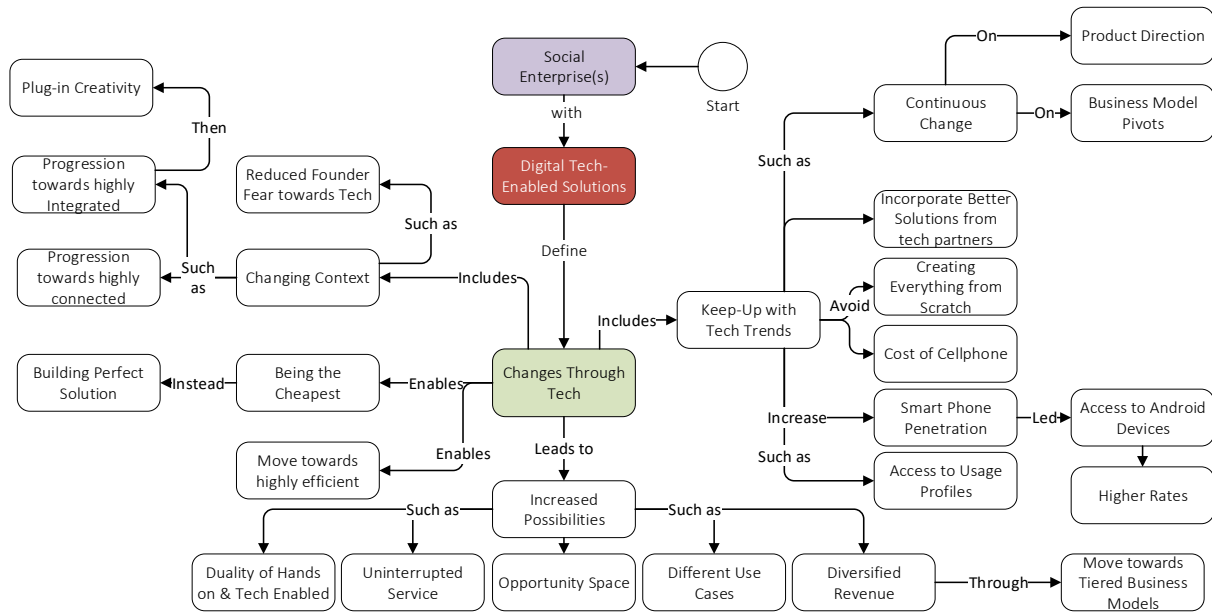 Social
Enterprise(s)
Start
with
Digital Tech-
Enabled Solutions
Define
Changes Through
Tech
Includes
Changing Context
Such as
Reduced Founder
Fear towards Tech
Such
as
Progression
towards highly
connected
Progression
towards highly
Integrated
Then
Plug-in Creativity
Enables
Being the
Cheapest
Instead
Building Perfect
Solution
Enables
Move towards
highly efficient
Leads to
Increased
Possibilities
Such as
Such as
Duality of Hands
on & Tech Enabled
Uninterrupted
Service
Opportunity Space
Different Use
Cases
Diversified
Revenue
Through
Move towards
Tiered Business
Models
Includes
Keep-Up with
Tech Trends
Such as
Continuous
Change
On
Product Direction
On
Business Model
Pivots
Incorporate Better
Solutions from
tech partners
Avoid
Creating
Everything from
Scratch
Cost of Cellphone
Increase
Smart Phone
Penetration
Led
Access to Android
Devices
Higher Rates
Such as
Access to Usage
Profiles